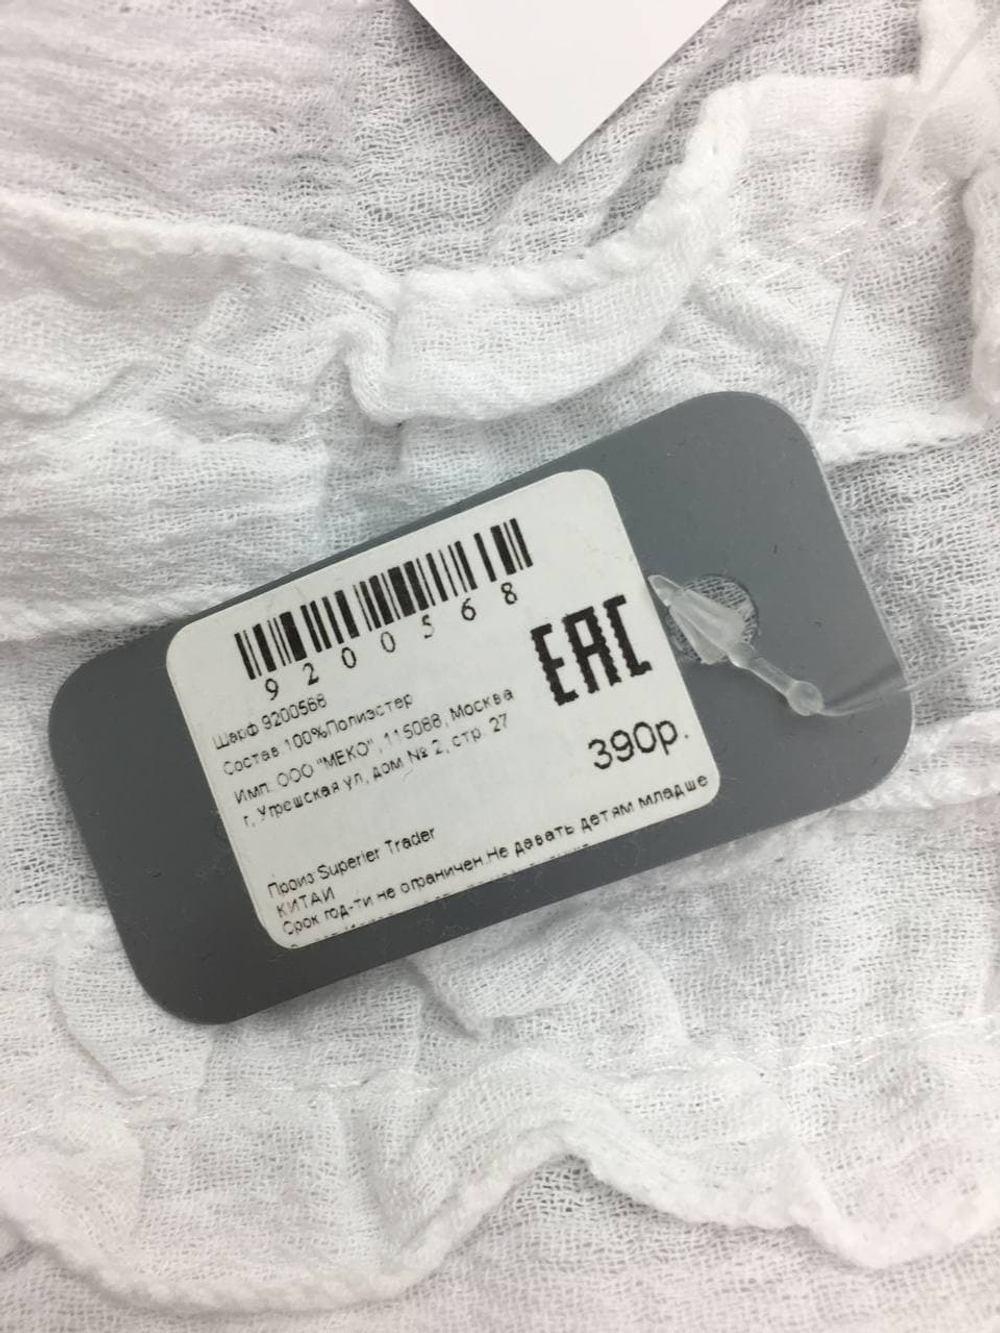 9200568
Шарф 9200568
Состав 100%Полиэстер
Имп. ООО "МЕКО", 115088, Москва
г, Угрешская ул, дом № 2, стр. 27
EAC
390р.
Произ Superier Trader
КИТАЙ
Срок год-ти не ограничен.Не давать детям младше